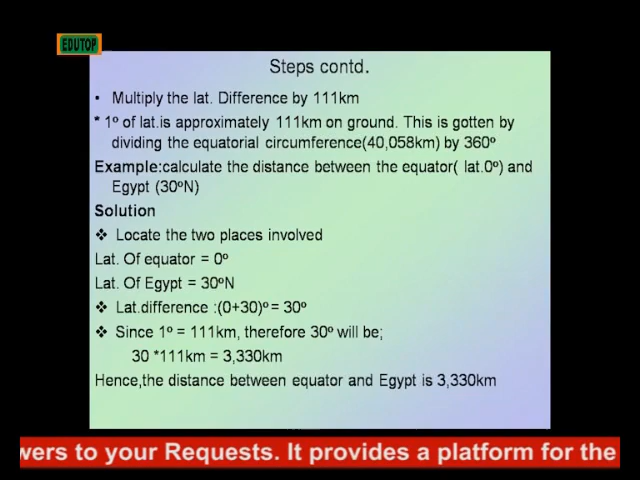 EDUTOP
Steps contd.
• Multiply the lat. Difference by 111km
* 1º of lat.is approximately 111km on ground. This is gotten by
dividing the equatorial circumference(40,058km) by 360º
Example:calculate the distance between the equator( lat.0º) and
Egypt (30ºN)
Solution
❖ Locate the two places involved
Lat. Of equator = 0º
Lat. Of Egypt = 30ºN
❖ Lat.difference :(0+30)º = 30º
❖ Since 1º = 111km, therefore 30º will be;
30 *111km = 3,330km
Hence,the distance between equator and Egypt is 3,330km
wers to your Requests. It provides a platform for the